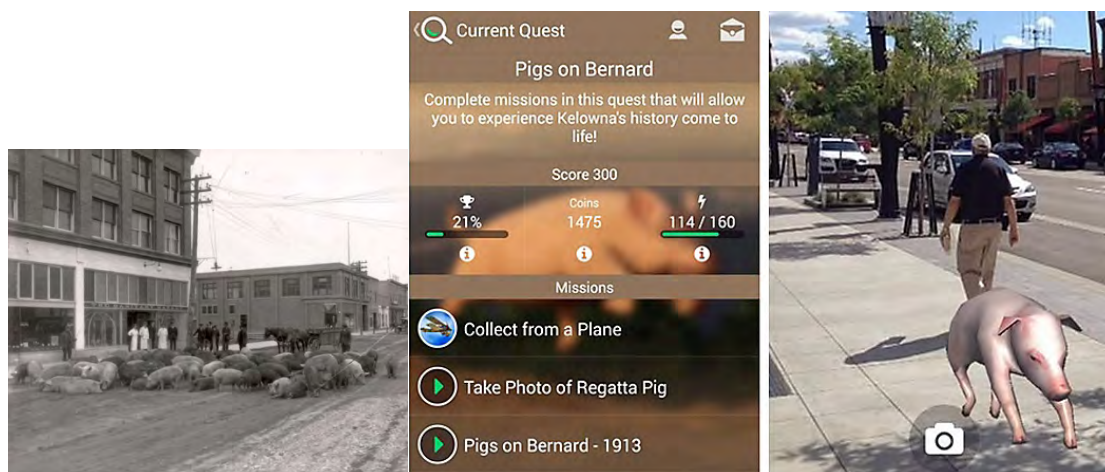 Current Quest
Pigs on Bernard
Complete missions in this quest that will allow
you to experience Kelowna's history come to
life!
Score 300
21%
Coins
1475
114 / 160
Missions
Collect from a Plane
Take Photo of Regatta Pig
Pigs on Bernard - 1913